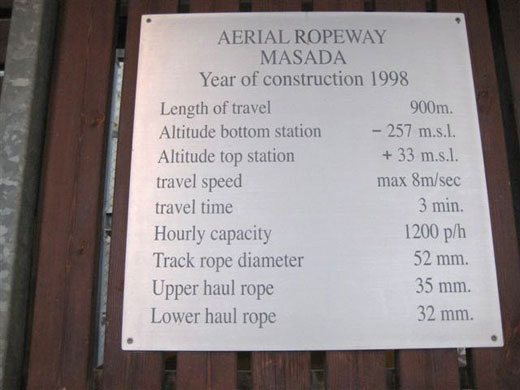 AERIAL ROPEWAY
MASADA
Year of construction 1998
Length of travel 900m.
Altitude bottom station − 257 m.s.l.
Altitude top station + 33 m.s.l.
travel speed max 8m/sec
travel time 3 min.
Hourly capacity 1200 p/h
Track rope diameter 52 mm.
Upper haul rope 35 mm.
Lower haul rope 32 mm.